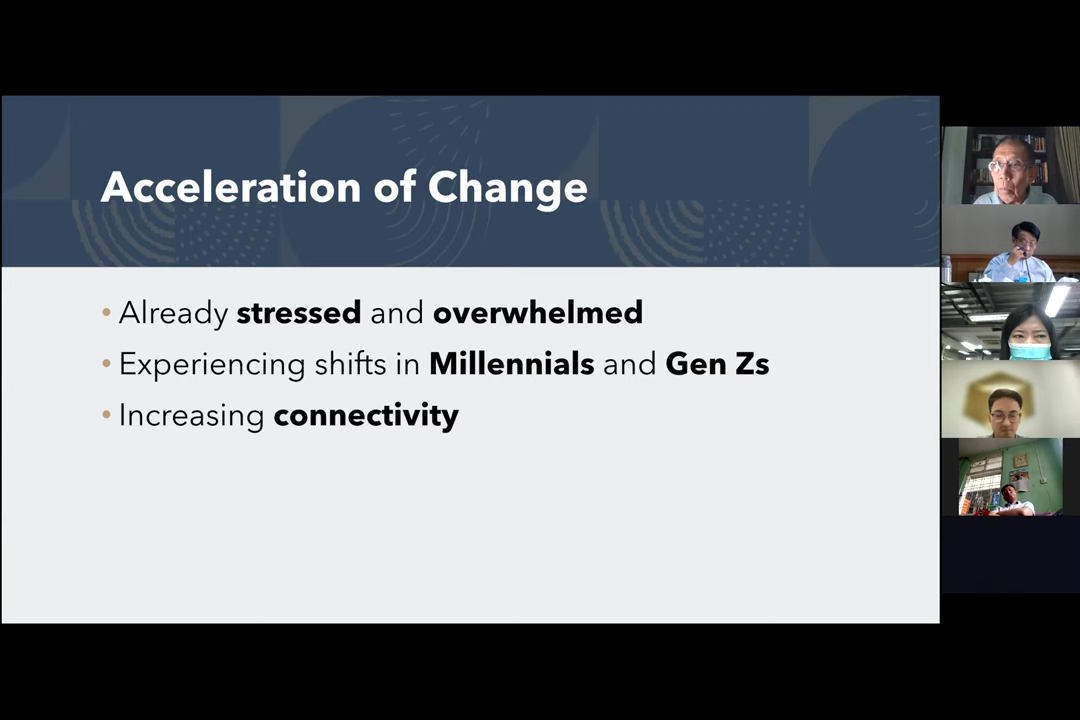 Acceleration of Change
• Already stressed and overwhelmed
• Experiencing shifts in Millennials and Gen Zs
• Increasing connectivity